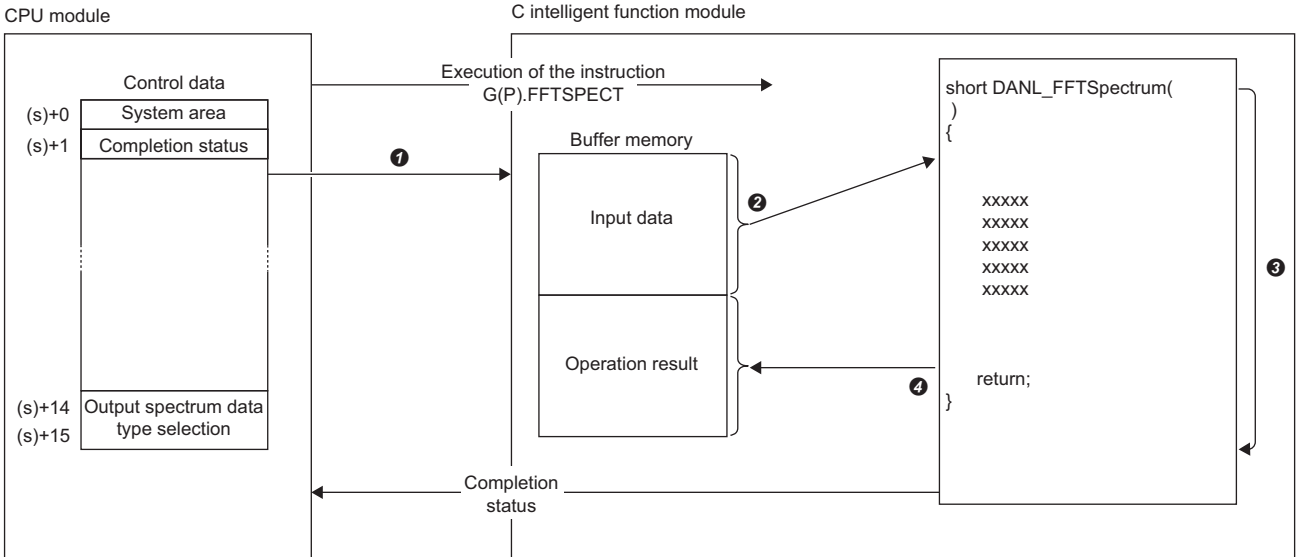 CPU module
C intelligent function module
Control data
(s)+0
System area
(s)+1
Completion status
Execution of the instruction
G(P).FFTSPECT
❶
Buffer memory
Input data
❷
short DANL_FFTSpectrum(
)
{
xxxxx
xxxxx
xxxxx
xxxxx
xxxxx
❸
Operation result
❹
return;
}
(s)+14
(s)+15
Output spectrum data
type selection
Completion
status